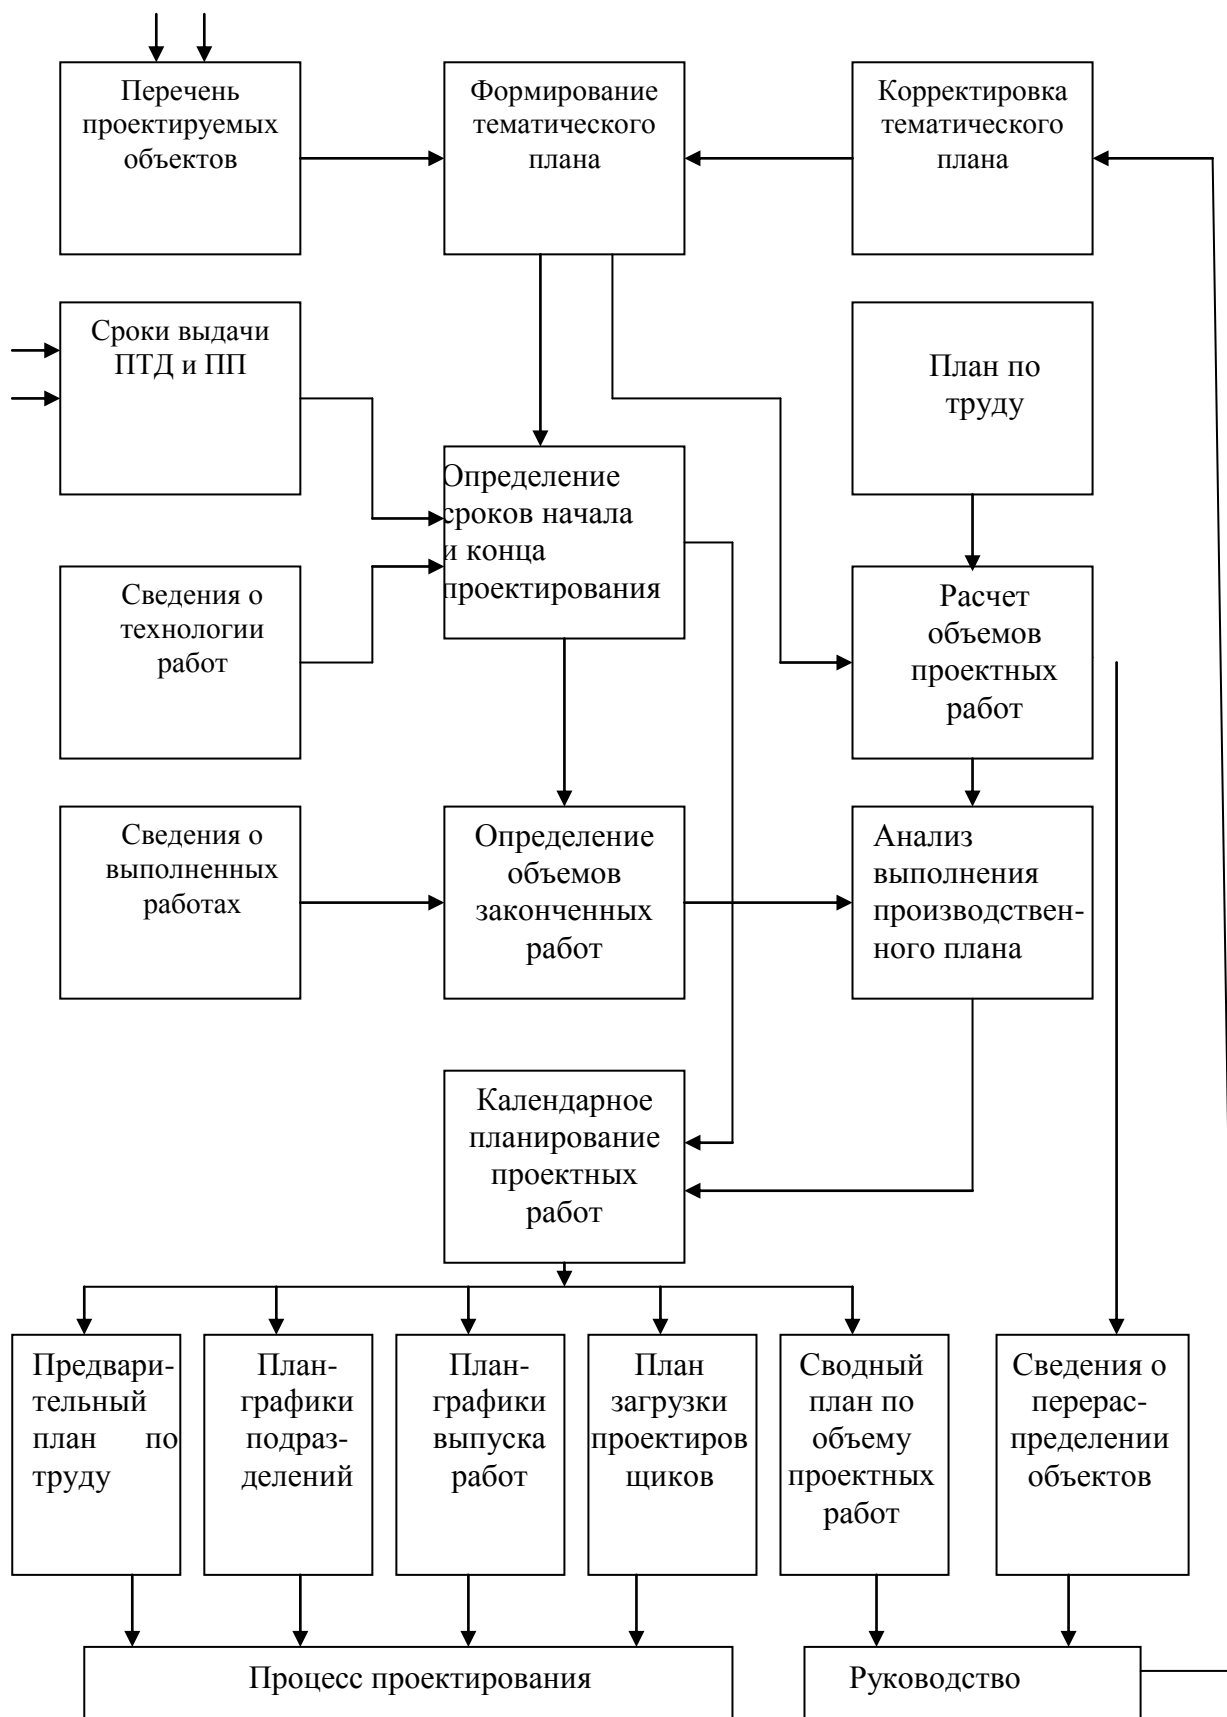 Перечень
проектируемых
объектов
Формирование
тематического
плана
Корректировка
тематического
плана
Сроки выдачи
ПТД и ПП
План по
труду
Определение
сроков начала
и конца
проектирования
Сведения о
технологии
работ
Расчет
объемов
проектных
работ
Сведения о
выполненных
работах
Определение
объемов
законченных
работ
Анализ
выполнения
производствен-
ного плана
Календарное
планирование
проектных
работ
Предвари-
тельный
план по
труду
План-
графики
подраз-
делений
План-
графики
выпуска
работ
План
загрузки
проектиров
щиков
Сводный
план по
объему
проектных
работ
Сведения о
перерас-
пределении
объектов
Процесс проектирования
Руководство